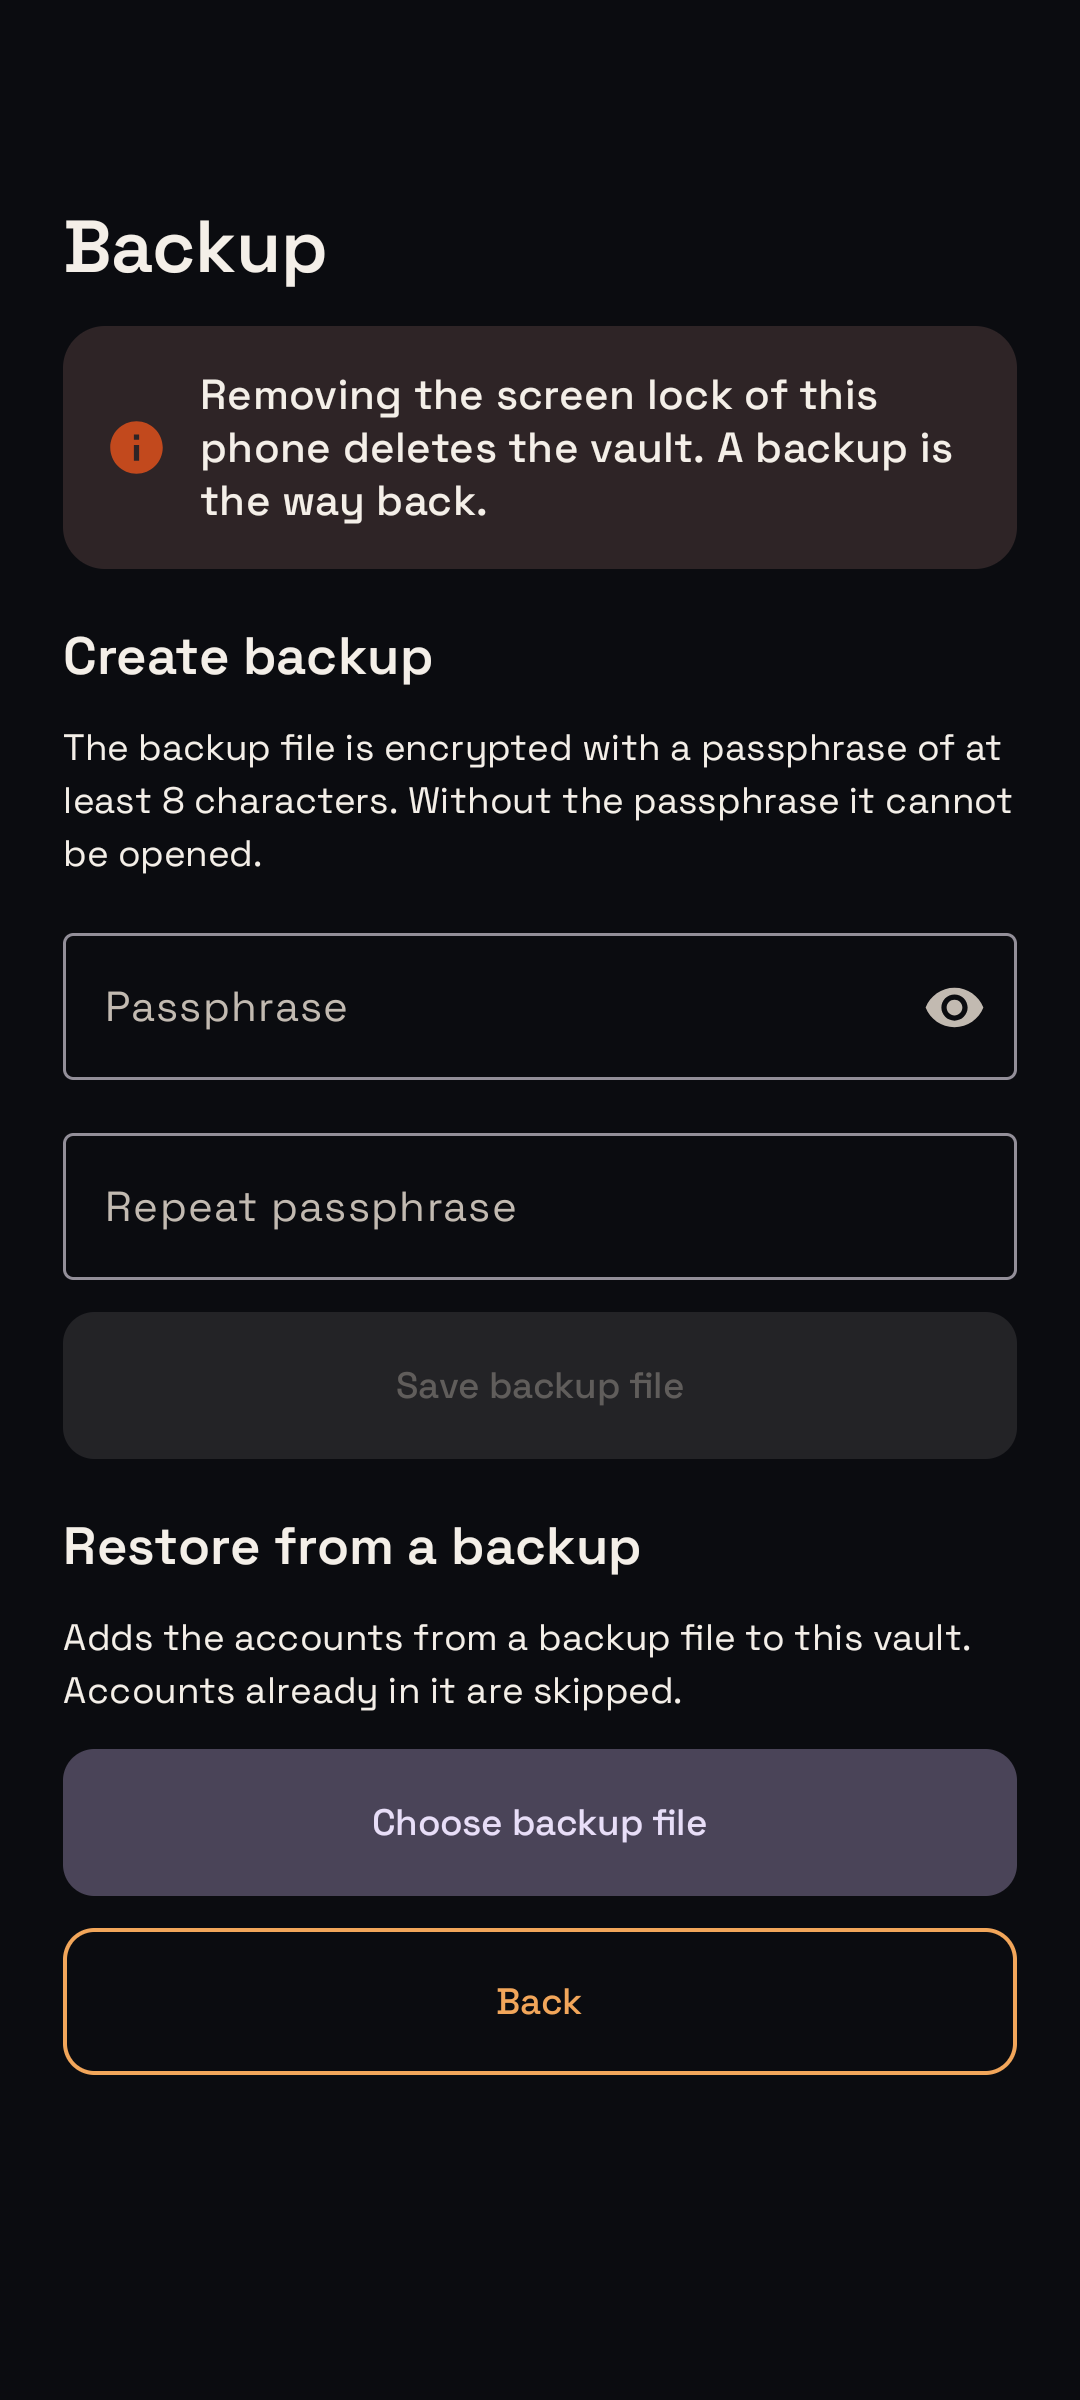 Backup
Removing the screen lock of this
phone deletes the vault. A backup is
the way back.
Create backup
The backup file is encrypted with a passphrase of at
least 8 characters. Without the passphrase it cannot
be opened.
Passphrase
Repeat passphrase
Save backup file
Restore from a backup
Adds the accounts from a backup file to this vault.
Accounts already in it are skipped.
Choose backup file
Back